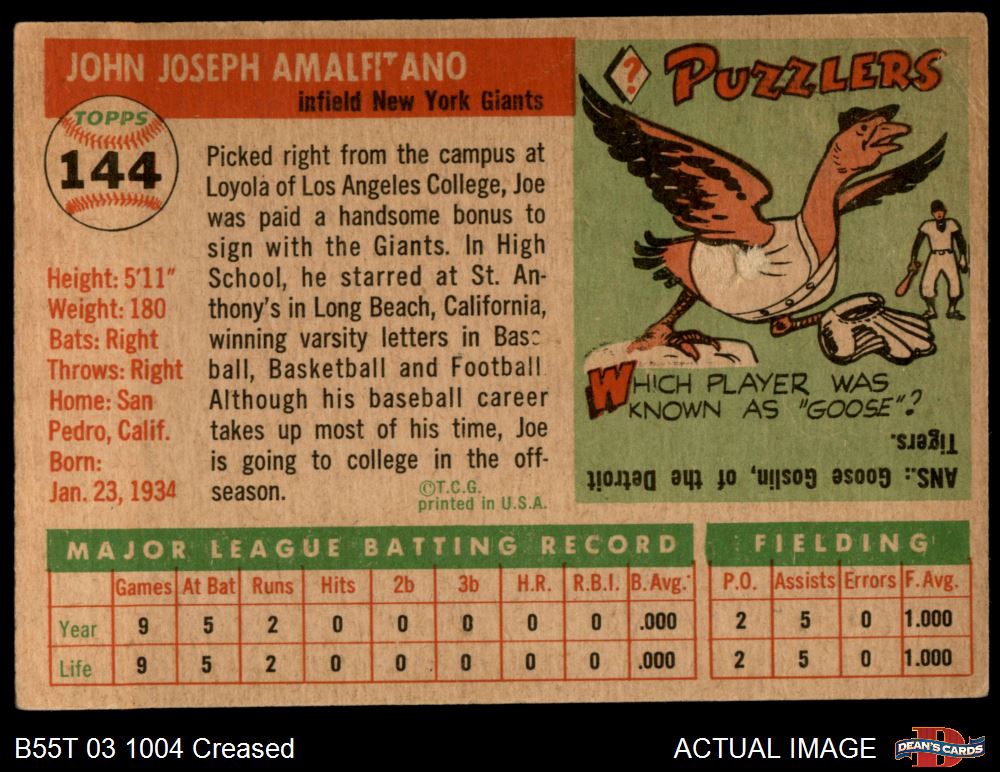 JOHN JOSEPH AMALFITANO
infield New York Giants
TOPPS
144
Height: 5'11"
Weight: 180
Bats: Right
Throws: Right
Home: San
Pedro, Calif.
Born:
Jan. 23, 1934
Picked right from the campus at
Loyola of Los Angeles College, Joe
was paid a handsome bonus to
sign with the Giants. In High
School, he starred at St. An-
thony's in Long Beach, California,
winning varsity letters in Base-
ball, Basketball and Football.
Although his baseball career
takes up most of his time, Joe
is going to college in the off-
season.
©T.C.G.
printed in U.S.A.
?
PUZZLERS
WHICH PLAYER WAS
KNOWN AS "GOOSE"?
ANS.: Goose Goslin, of the Detroit
Tigers.
MAJOR LEAGUE BATTING RECORD
Games At Bat Runs Hits 2b 3b H.R. R.B.I. B. Avg.
Year 9 5 2 0 0 0 0 0 .000
Life 9 5 2 0 0 0 0 0 .000
FIELDING
P.O. Assists Errors F. Avg.
2 5 0 1.000
2 5 0 1.000
B55T 03 1004 Creased
ACTUAL IMAGE
D
DEAN'S CARDS